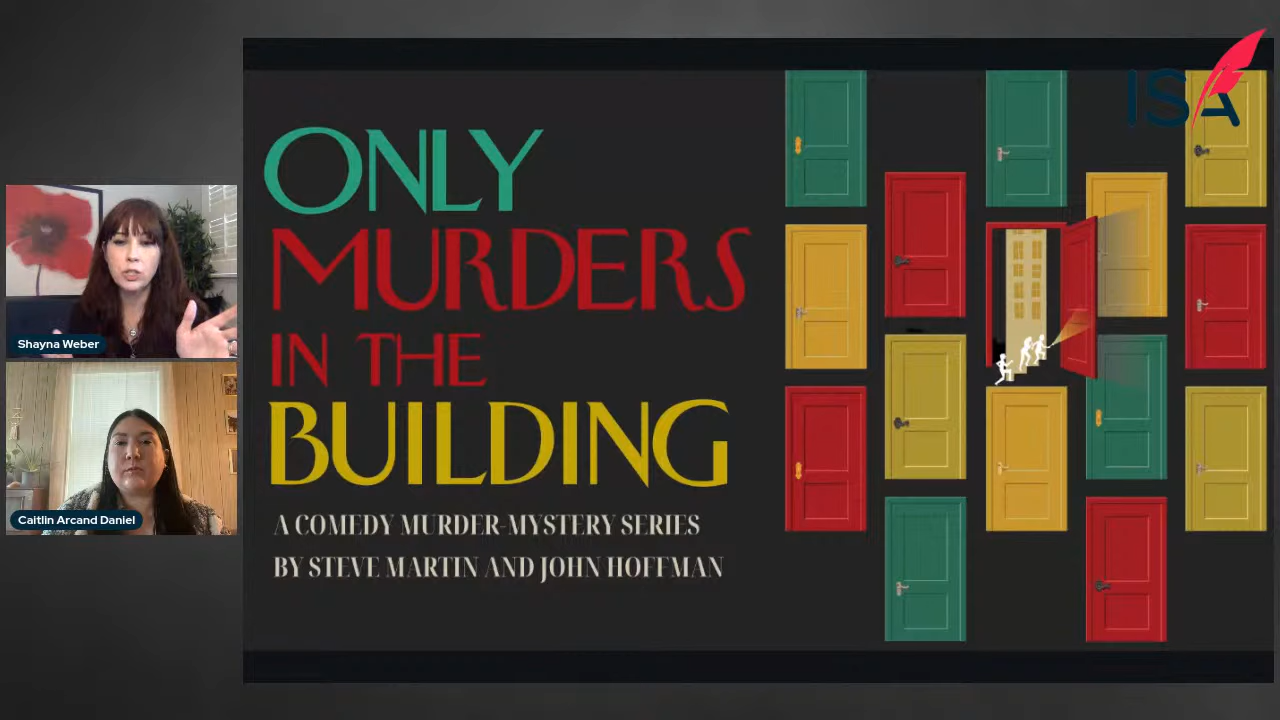 ISA
ONLY
MURDERS
IN THE
BUILDING
A COMEDY MURDER-MYSTERY SERIES
BY STEVE MARTIN AND JOHN HOFFMAN
Shayna Weber
Caitlin Arcand Daniel